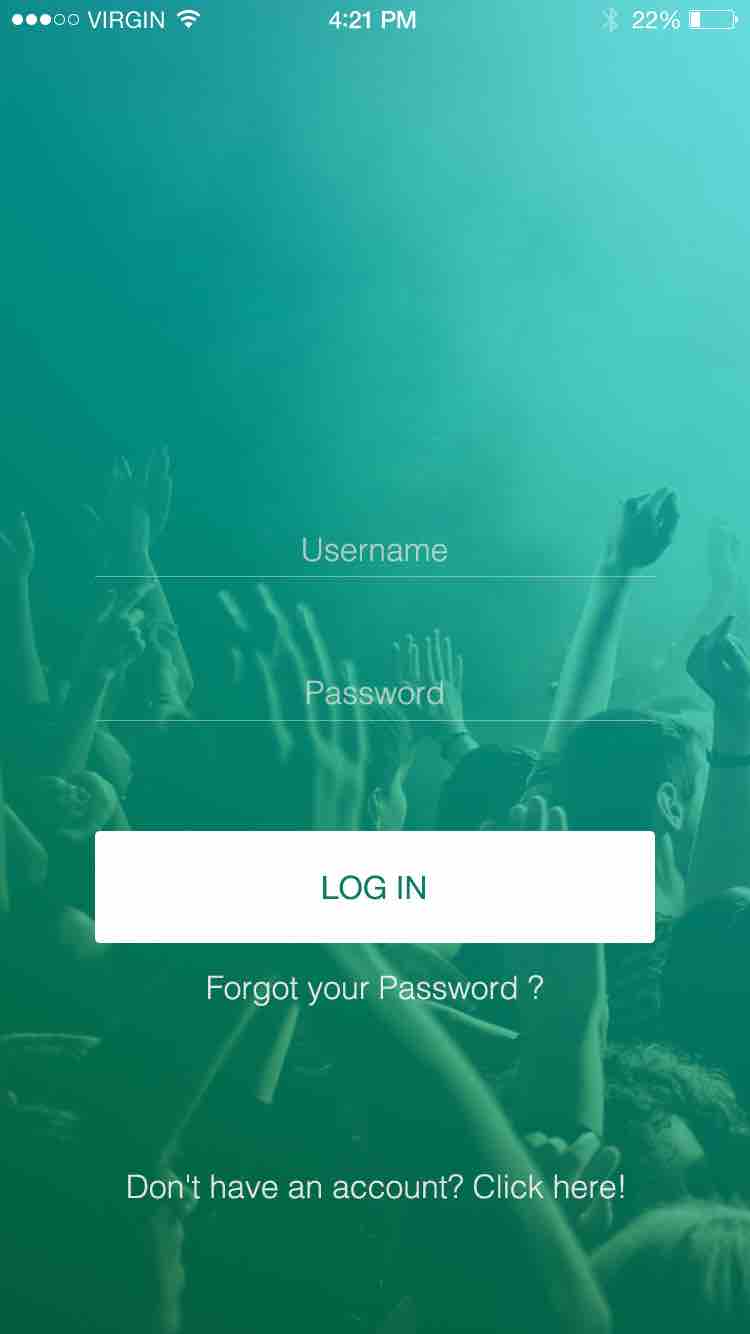 VIRGIN 4:21 PM 22%
Username
Password
LOG IN
Forgot your Password ?
Don't have an account? Click here!